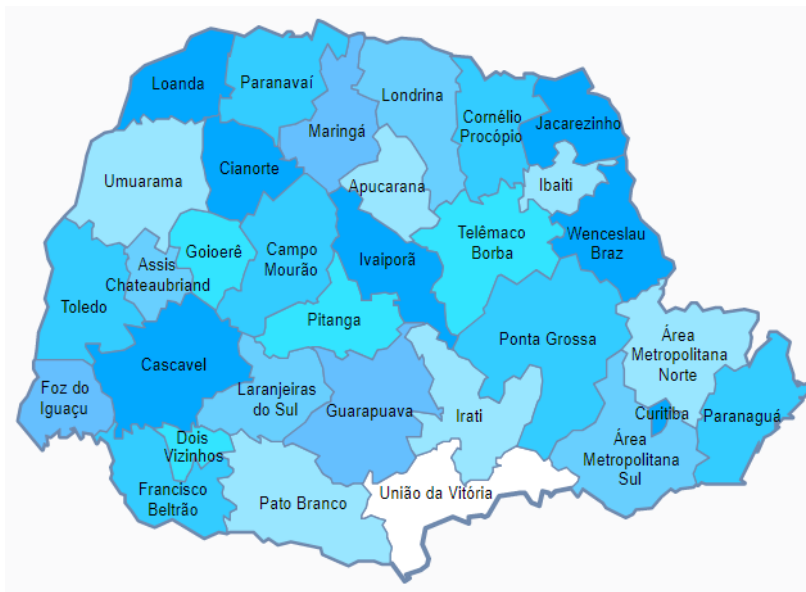 Loanda
Paranavaí
Londrina
Maringá
Cornélio
Procópio
Jacarezinho
Umuarama
Cianorte
Apucarana
Ibaiti
Goioerê
Assis
Chateaubriand
Campo
Mourão
Ivaiporã
Telêmaco
Borba
Wenceslau
Braz
Toledo
Pitanga
Ponta Grossa
Área
Metropolitana
Norte
Cascavel
Foz do
Iguaçu
Laranjeiras
do Sul
Guarapuava
Irati
Curitiba
Paranaguá
Dois
Vizinhos
Área
Metropolitana
Sul
Francisco
Beltrão
Pato Branco
União da Vitória